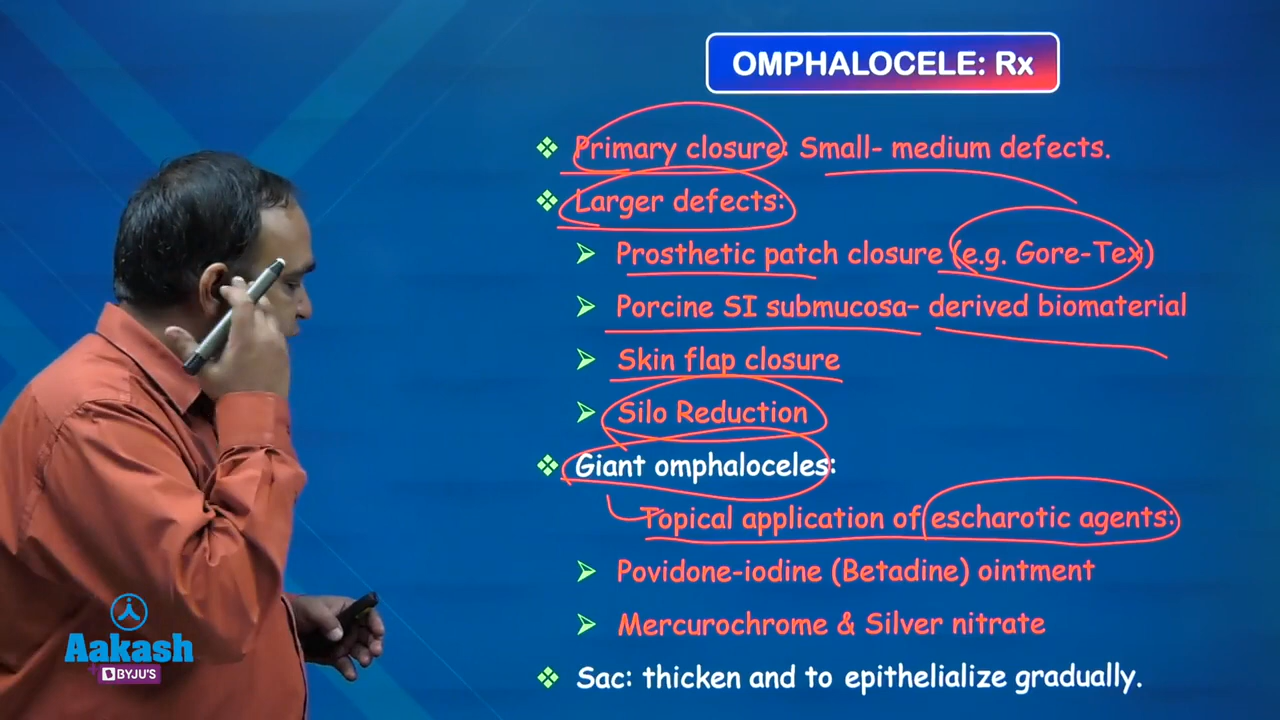 OMPHALOCELE: Rx
Primary closure: Small- medium defects.
Larger defects:
Prosthetic patch closure (e.g. Gore-Tex)
Porcine SI submucosa– derived biomaterial
Skin flap closure
Silo Reduction
Giant omphaloceles:
Topical application of escharotic agents:
Povidone-iodine (Betadine) ointment
Mercurochrome & Silver nitrate
Sac: thicken and to epithelialize gradually.
Aakash
BYJU'S